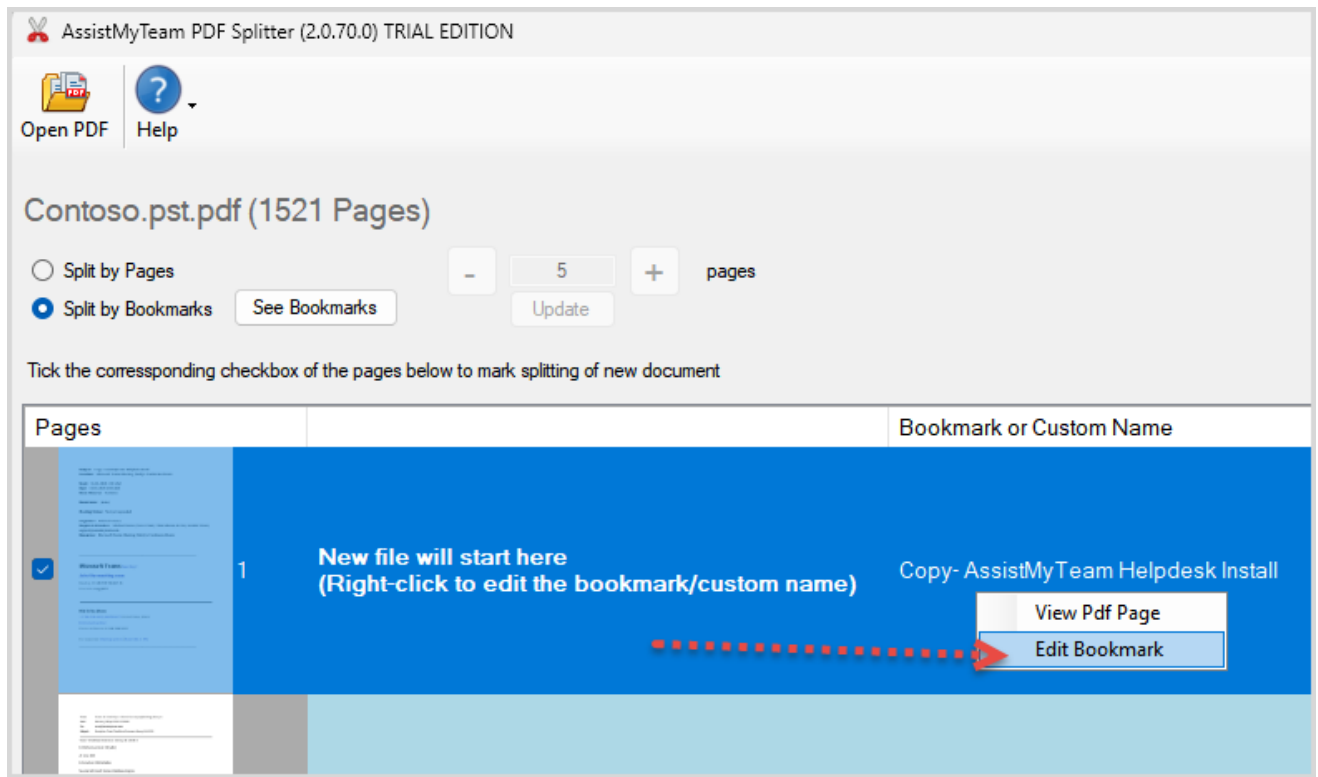 AssistMyTeam PDF Splitter (2.0.70.0) TRIAL EDITION
PDF
?
Open PDF
Help
Contoso.pst.pdf (1521 Pages)
Split by Pages
- 5 + pages
Split by Bookmarks
See Bookmarks
Update
Tick the corressponding checkbox of the pages below to mark splitting of new document
Pages
Bookmark or Custom Name
1
New file will start here
(Right-click to edit the bookmark/custom name)
Copy- AssistMyTeam Helpdesk Install
View Pdf Page
Edit Bookmark